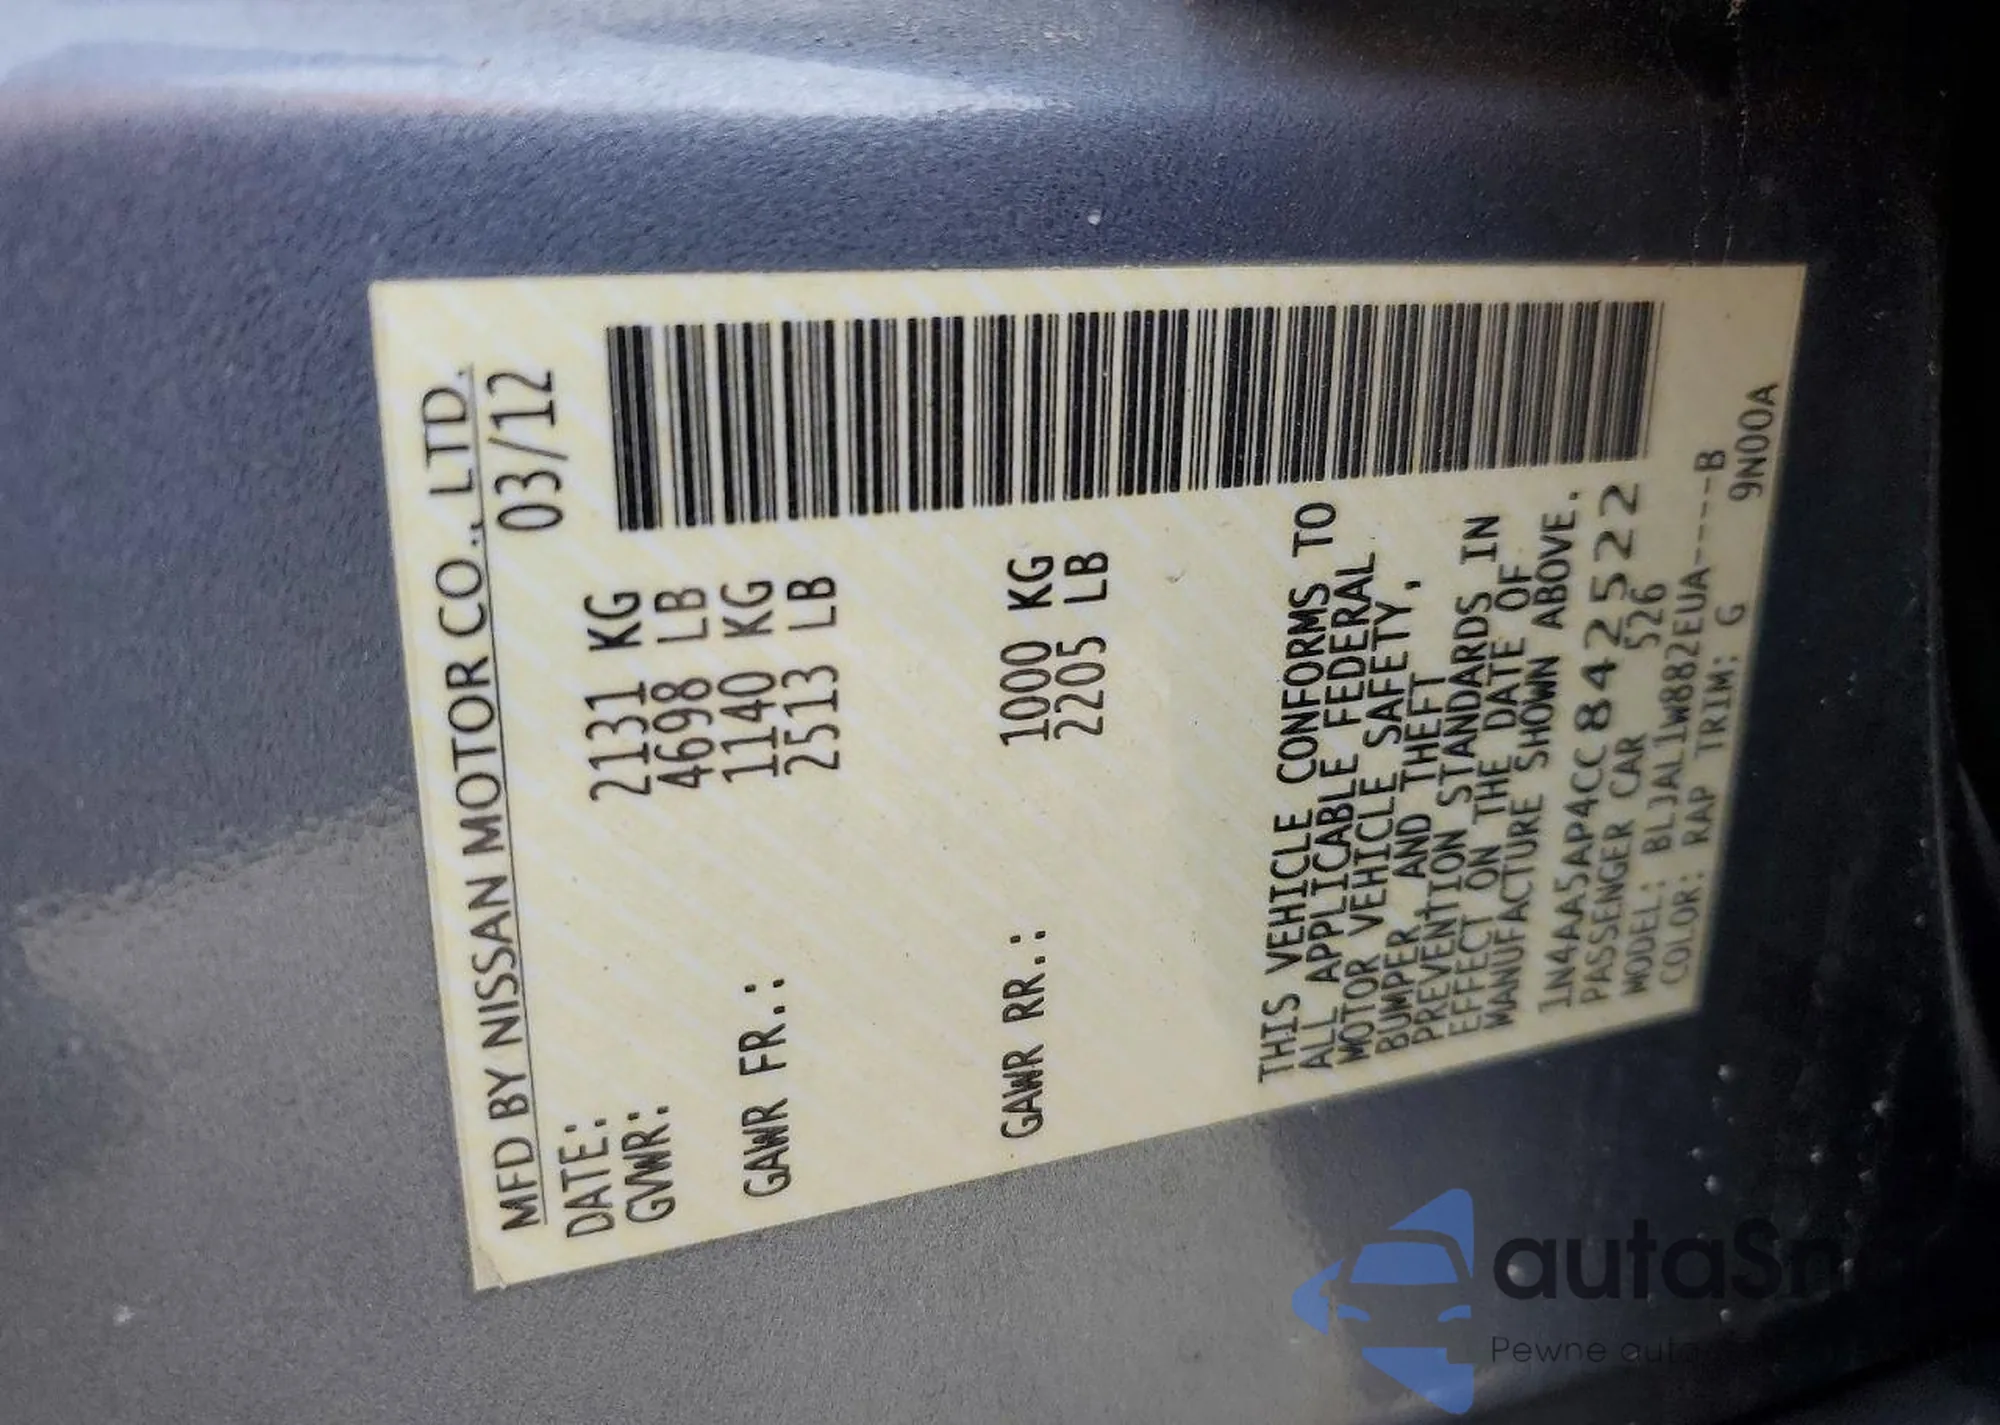 MFD BY NISSAN MOTOR CO., LTD.
DATE: 03/12
GVWR: 2131 KG
4698 LB
GAWR FR.: 1140 KG
2513 LB
GAWR RR.: 1000 KG
2205 LB
THIS VEHICLE CONFORMS TO
ALL APPLICABLE FEDERAL
MOTOR VEHICLE SAFETY,
BUMPER AND THEFT
PREVENTION STANDARDS IN
EFFECT ON THE DATE OF
MANUFACTURE SHOWN ABOVE.
1N4AA5AP4CC842522
PASSENGER CAR 526
MODEL: BLJAL1W882EUA----B
COLOR: RAP TRIM: G 9N00A
Pewne